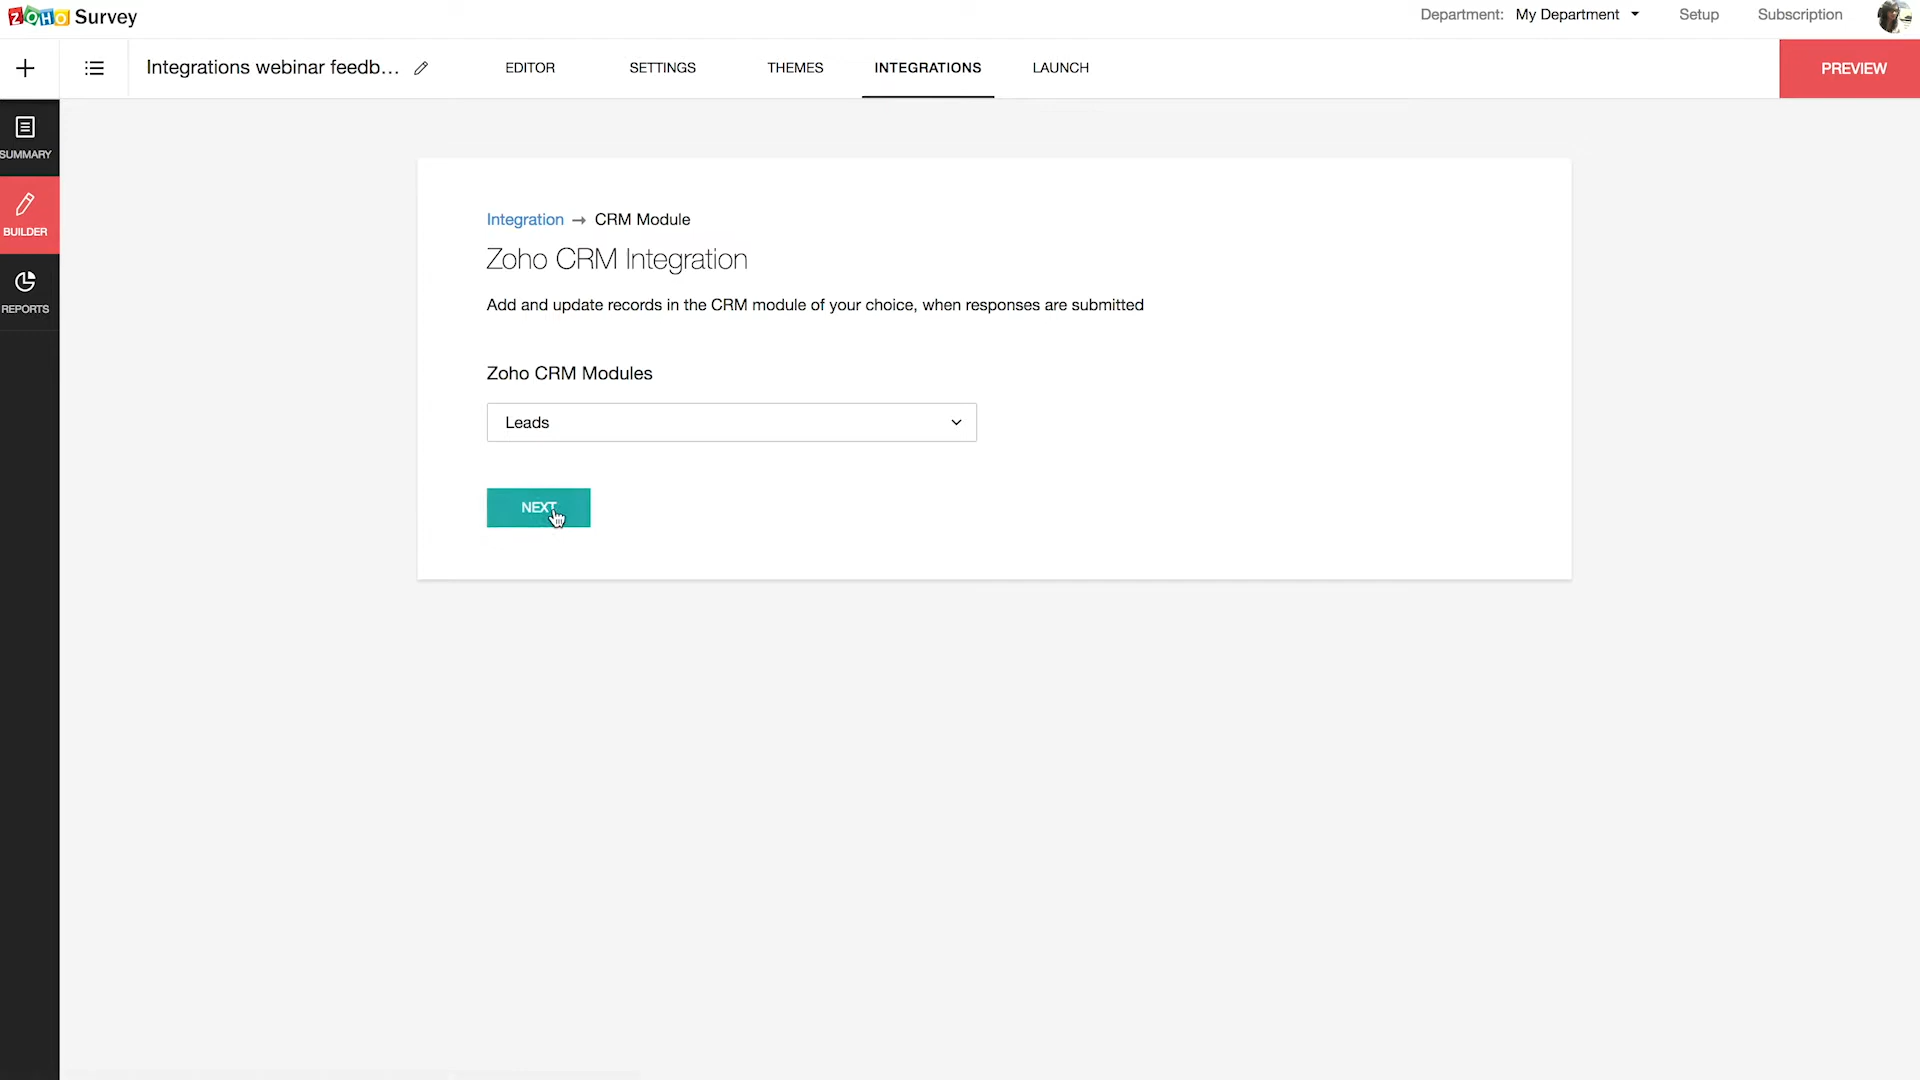 ZOHO Survey
Department: My Department
Setup
Subscription
Integrations webinar feedb...
EDITOR
SETTINGS
THEMES
INTEGRATIONS
LAUNCH
PREVIEW
SUMMARY
BUILDER
REPORTS
Integration → CRM Module
Zoho CRM Integration
Add and update records in the CRM module of your choice, when responses are submitted
Zoho CRM Modules
Leads
NEXT